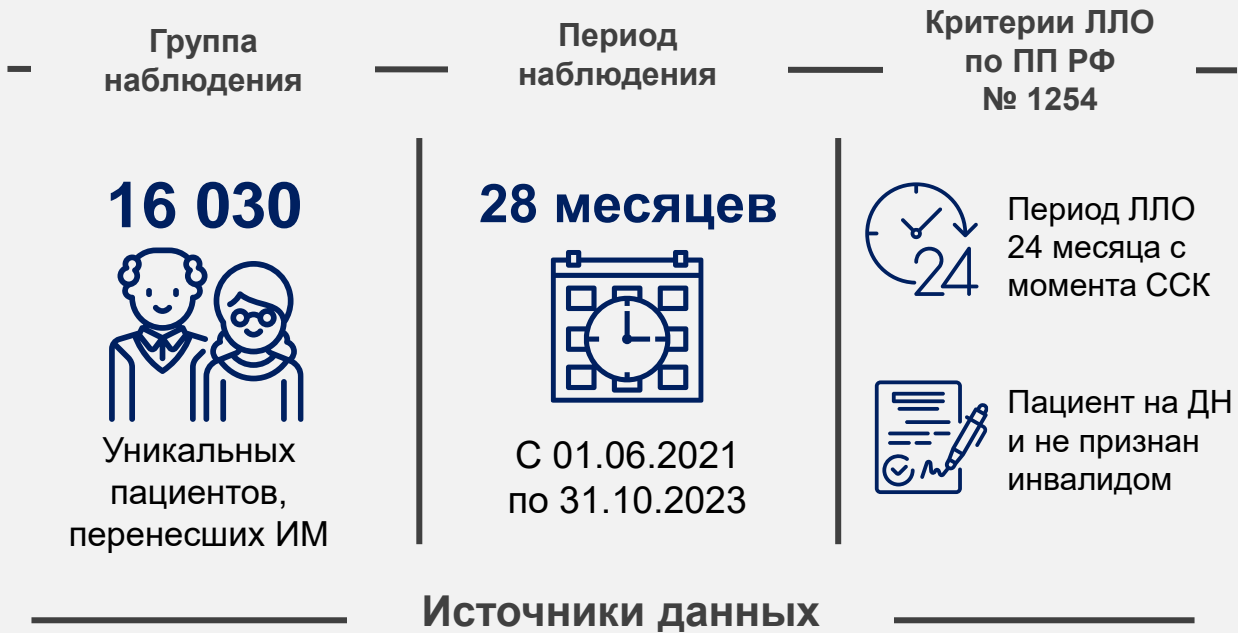 Группа
наблюдения
Период
наблюдения
Критерии ЛЛО
по ПП РФ
№ 1254
16 030
Уникальных
пациентов,
перенесших ИМ
28 месяцев
С 01.06.2021
по 31.10.2023
24
Период ЛЛО
24 месяца с
момента ССК
Пациент на ДН
и не признан
инвалидом
Источники данных